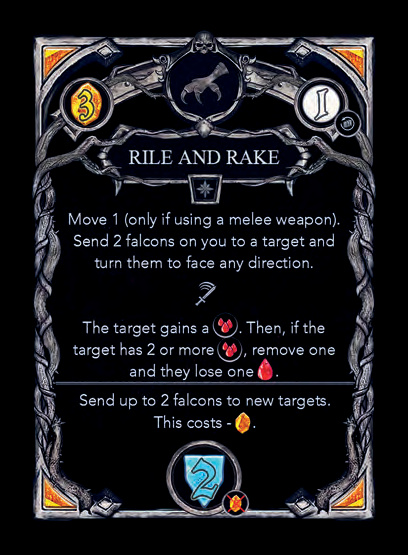 3
1
RILE AND RAKE
Move 1 (only if using a melee weapon).
Send 2 falcons on you to a target and
turn them to face any direction.
The target gains a . Then, if the
target has 2 or more , remove one
and they lose one .
Send up to 2 falcons to new targets.
This costs - .
2